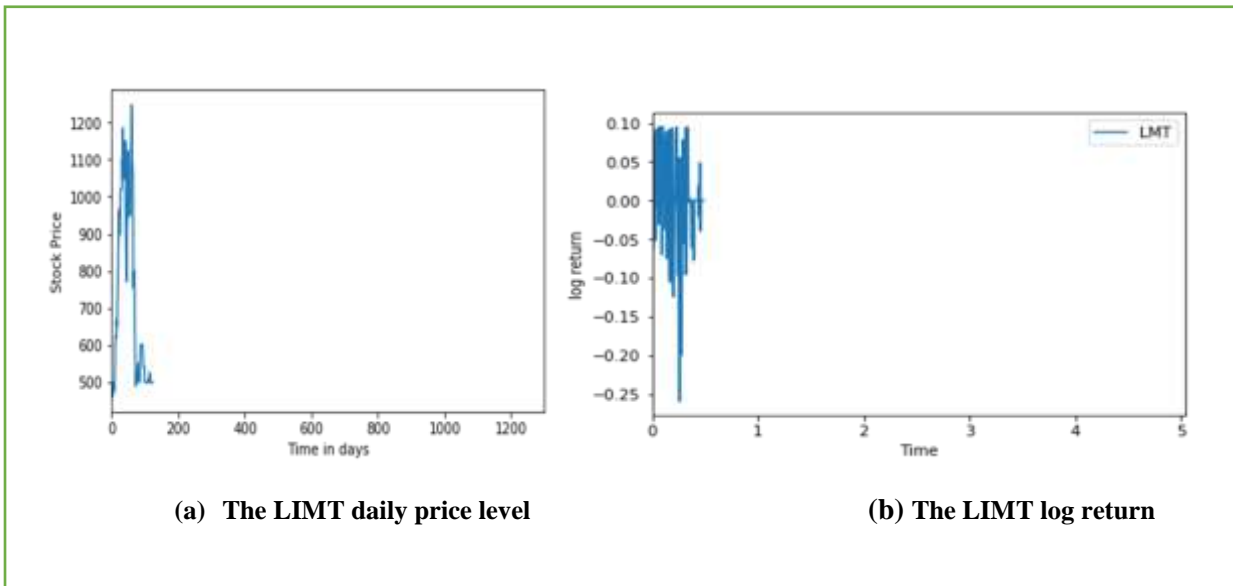 1200
1100
1000
900
800
700
600
500
Stock Price
0 200 400 600 800 1000 1200
Time in days
0.10
0.05
0.00
−0.05
−0.10
−0.15
−0.20
−0.25
log return
LMT
0 1 2 3 4 5
Time
(a) The LIMT daily price level
(b) The LIMT log return